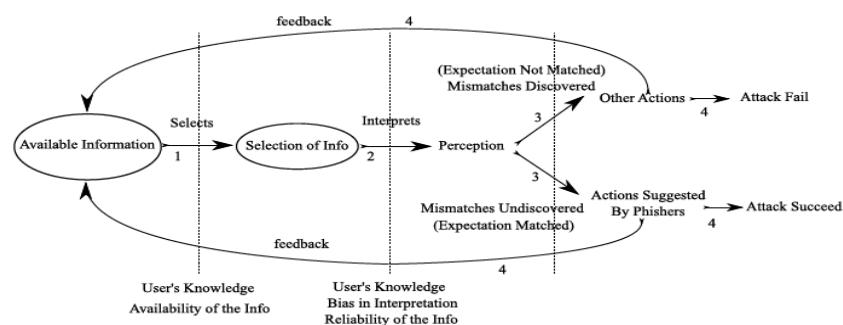 feedback
4
(Expectation Not Matched)
Mismatches Discovered
Other Actions
4
Attack Fail
3
Selects
Interprets
Available Information
1
Selection of Info
2
Perception
3
Mismatches Undiscovered
(Expectation Matched)
Actions Suggested
By Phishers
4
Attack Succeed
feedback
4
User's Knowledge
Availability of the Info
User's Knowledge
Bias in Interpretation
Reliability of the Info